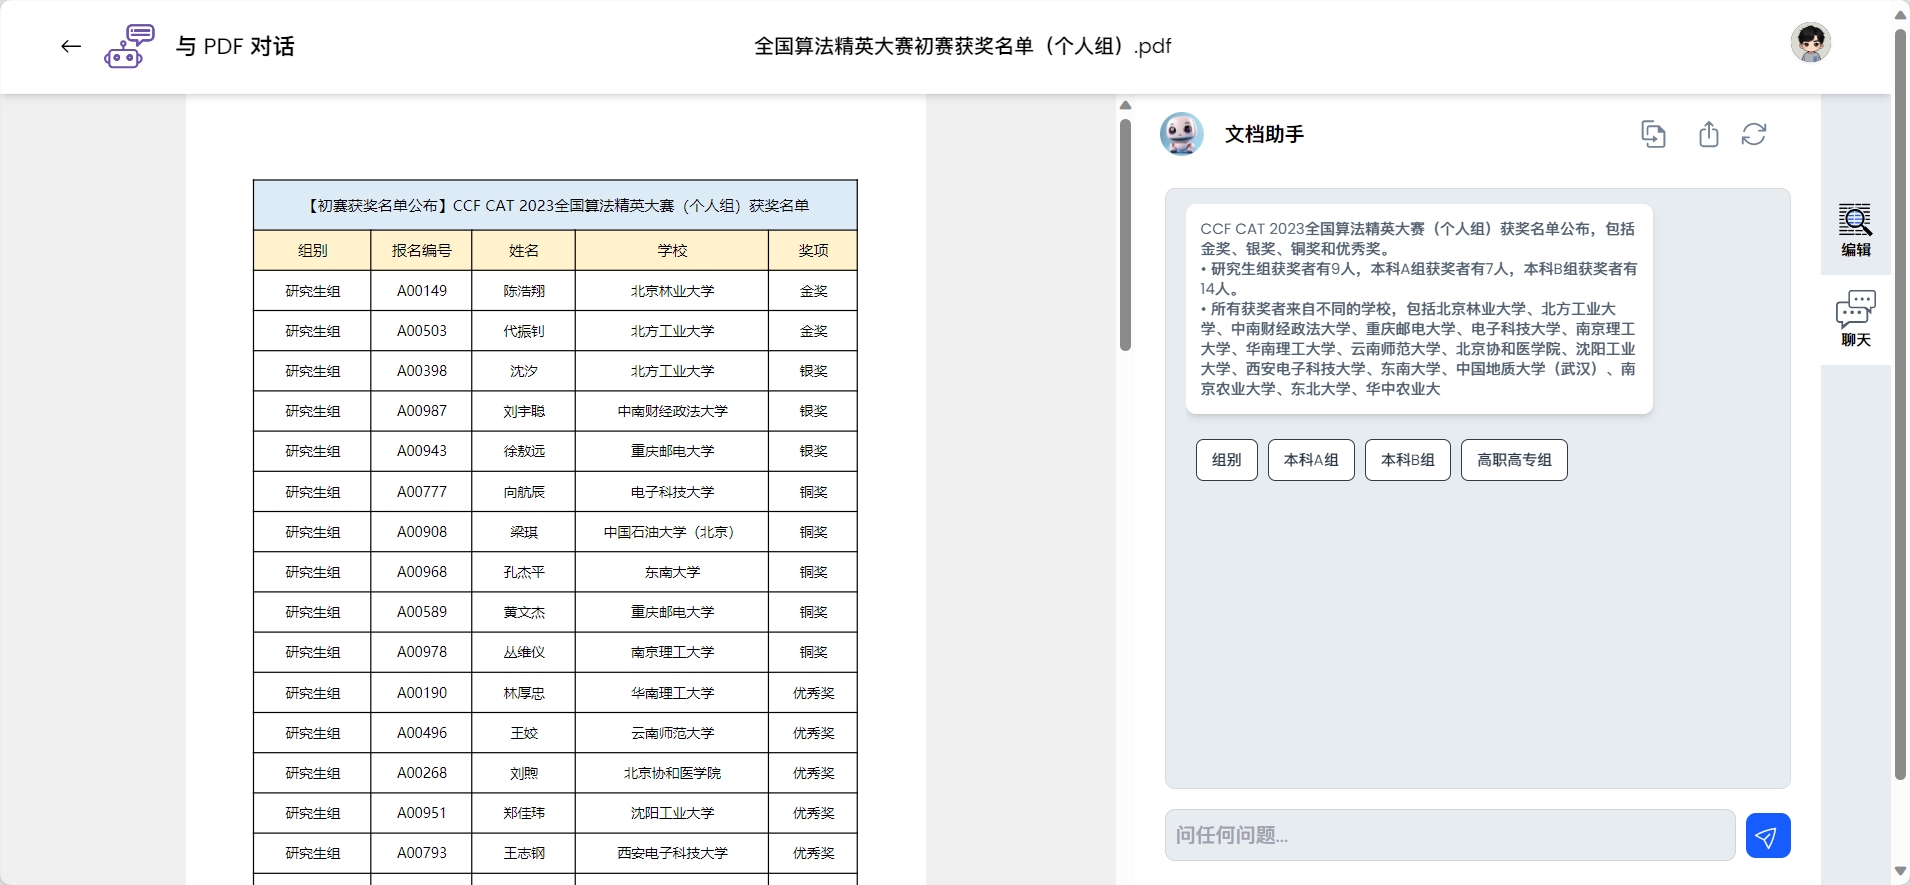 与 PDF 对话
全国算法精英大赛初赛获奖名单（个人组）.pdf
【初赛获奖名单公布】CCF CAT 2023全国算法精英大赛（个人组）获奖名单
组别 报名编号 姓名 学校 奖项
研究生组 A00149 陈浩翔 北京林业大学 金奖
研究生组 A00503 代振钊 北方工业大学 金奖
研究生组 A00398 沈汐 北方工业大学 银奖
研究生组 A00987 刘宇聪 中南财经政法大学 银奖
研究生组 A00943 徐敖远 重庆邮电大学 银奖
研究生组 A00777 向航辰 电子科技大学 铜奖
研究生组 A00908 梁琪 中国石油大学（北京） 铜奖
研究生组 A00968 孔杰平 东南大学 铜奖
研究生组 A00589 黄文杰 重庆邮电大学 铜奖
研究生组 A00978 丛维仪 南京理工大学 铜奖
研究生组 A00190 林厚忠 华南理工大学 优秀奖
研究生组 A00496 王姣 云南师范大学 优秀奖
研究生组 A00268 刘煦 北京协和医学院 优秀奖
研究生组 A00951 郑佳玮 沈阳工业大学 优秀奖
研究生组 A00793 王志钢 西安电子科技大学 优秀奖
文档助手
CCF CAT 2023全国算法精英大赛（个人组）获奖名单公布，包括
金奖、银奖、铜奖和优秀奖。
• 研究生组获奖者有9人，本科A组获奖者有7人，本科B组获奖者有
14人。
• 所有获奖者来自不同的学校，包括北京林业大学、北方工业大
学、中南财经政法大学、重庆邮电大学、电子科技大学、南京理工
大学、华南理工大学、云南师范大学、北京协和医学院、沈阳工业
大学、西安电子科技大学、东南大学、中国地质大学（武汉）、南
京农业大学、东北大学、华中农业大
组别 本科A组 本科B组 高职高专组
问任何问题...
编辑
聊天